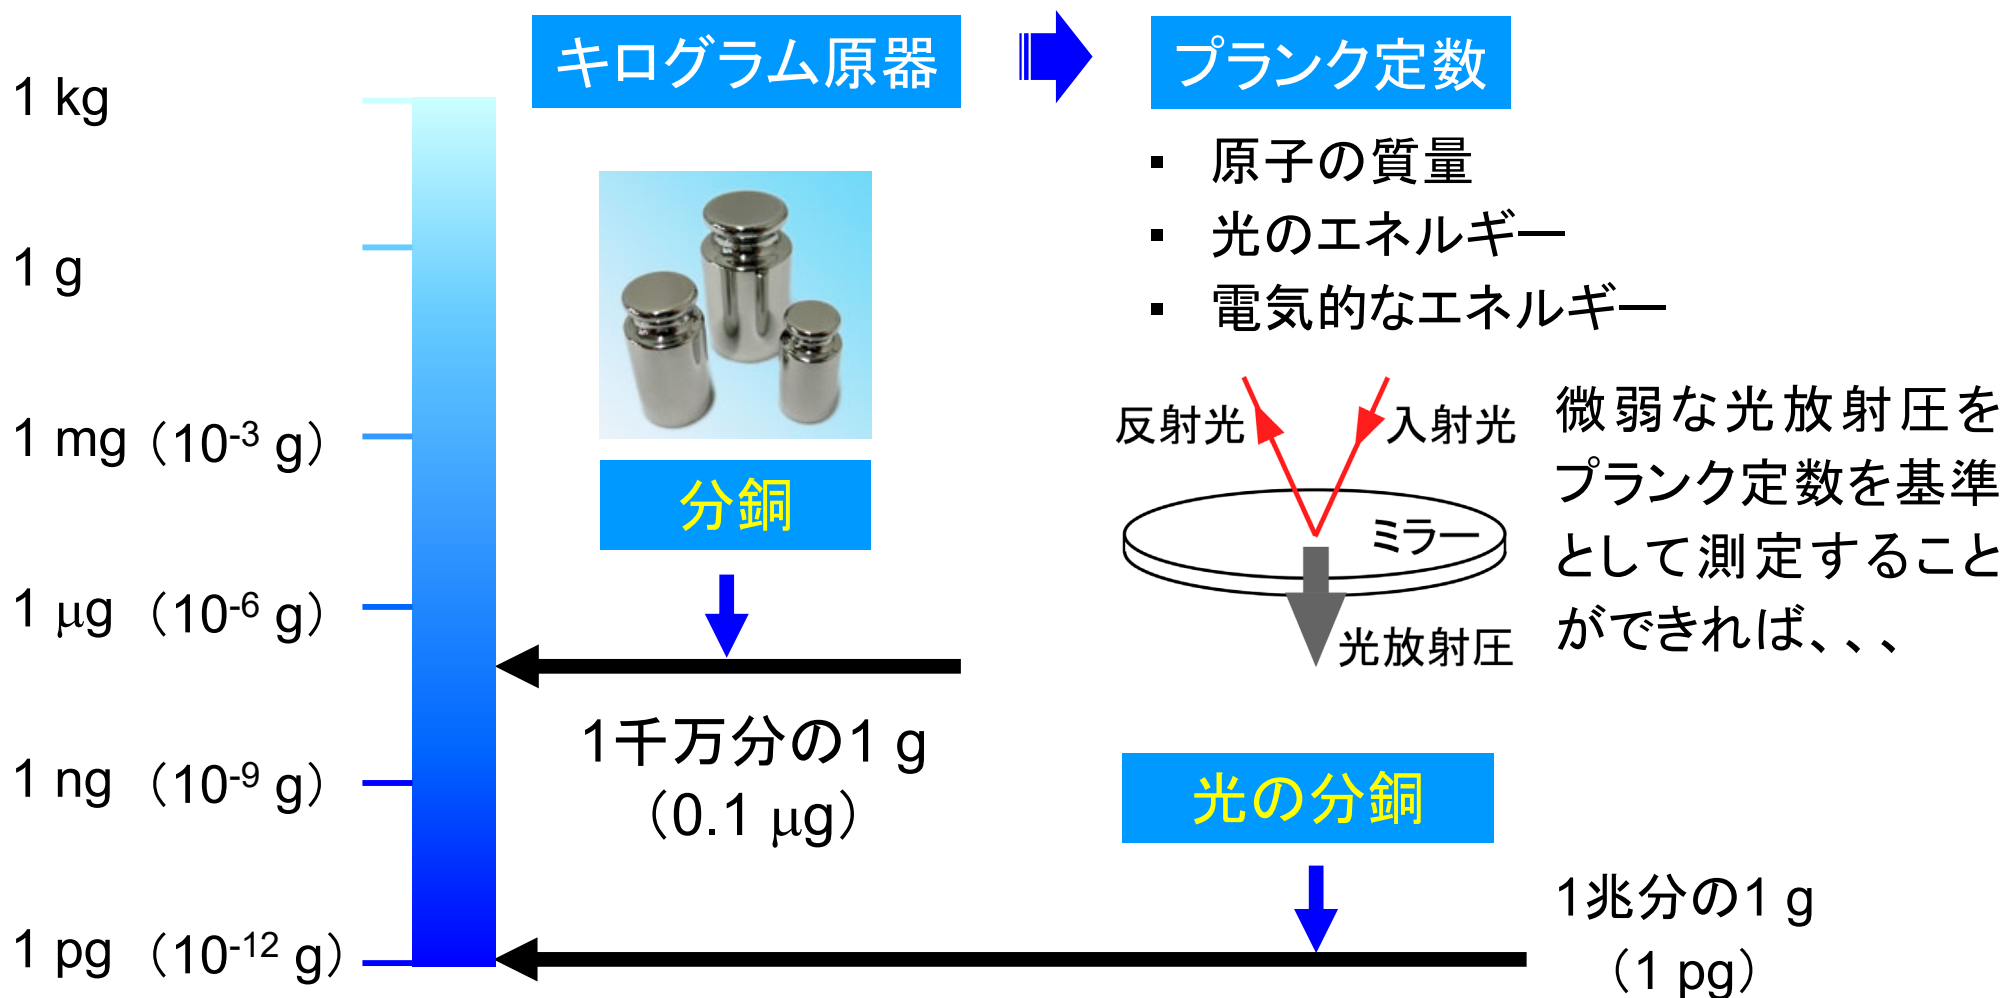 キログラム原器
プランク定数
1 kg
1 g
1 mg（10-3 g）
1 μg（10-6 g）
1 ng（10-9 g）
1 pg（10-12 g）
分銅
1千万分の1 g
（0.1 μg）
▪ 原子の質量
▪ 光のエネルギー
▪ 電気的なエネルギー
反射光
入射光
ミラー
光放射圧
微弱な光放射圧を
プランク定数を基準
として測定すること
ができれば、、、
光の分銅
1兆分の1 g
（1 pg）